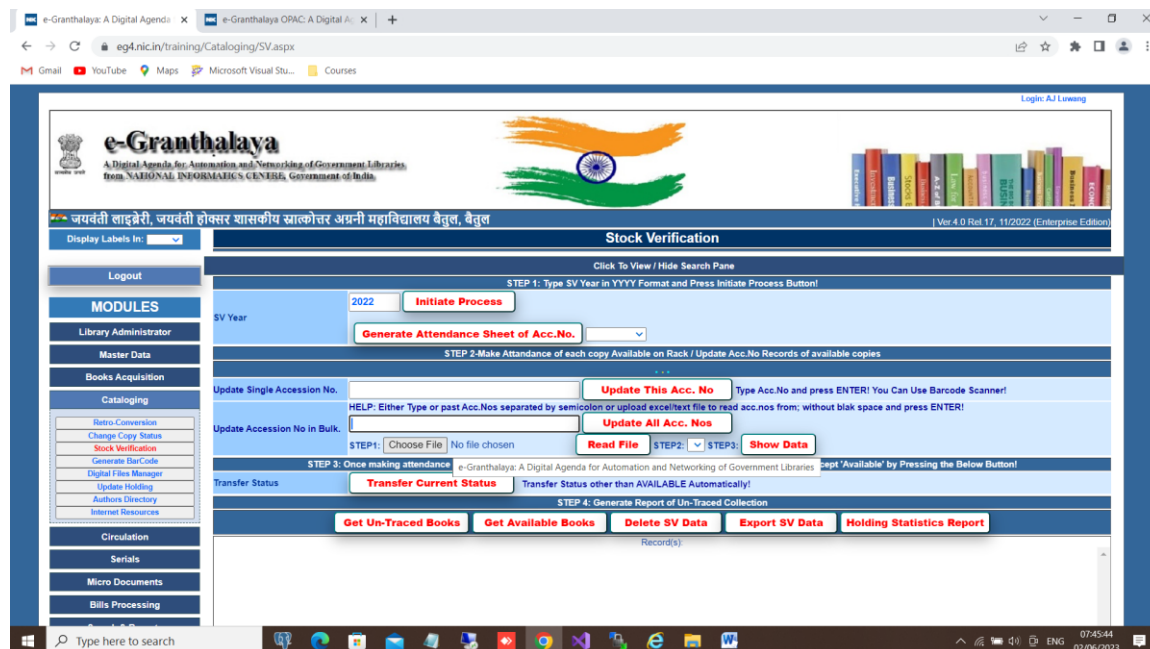 e-Granthalaya: A Digital Agenda
e-Granthalaya OPAC: A Digital Ag
eg4.nic.in/training/Cataloging/SV.aspx
Gmail YouTube Maps Microsoft Visual Stu... Courses
Login: AJ Luwang
e-Granthalaya
A Digital Agenda for Automation and Networking of Government Libraries,
from NATIONAL INFORMATICS CENTRE, Government of India.
जयवंती लाइब्रेरी, जयवंती होक्सर शासकीय स्नात्कोत्तर अग्रनी महाविद्यालय बैतुल, बैतुल
| Ver.4.0 Rel.17, 11/2022 (Enterprise Edition)
Display Labels In:
Stock Verification
Logout
Click To View / Hide Search Pane
STEP 1: Type SV Year in YYYY Format and Press Initiate Process Button!
MODULES
SV Year
2022 Initiate Process
Generate Attendance Sheet of Acc.No.
Library Administrator
Master Data
Books Acquisition
Cataloging
Retro-Conversion
Change Copy Status
Stock Verification
Generate BarCode
Digital Files Manager
Update Holding
Authors Directory
Internet Resources
Circulation
Serials
Micro Documents
Bills Processing
STEP 2-Make Attandance of each copy Available on Rack / Update Acc.No Records of available copies
...
Update Single Accession No. Update This Acc. No Type Acc.No and press ENTER! You Can Use Barcode Scanner!
HELP: Either Type or past Acc.Nos separated by semicolon or upload excel/text file to read acc.nos from; without blak space and press ENTER!
Update Accession No in Bulk. Update All Acc. Nos
STEP1: Choose File No file chosen Read File STEP2: STEP3: Show Data
STEP 3: Once making attendance
e-Granthalaya: A Digital Agenda for Automation and Networking of Government Libraries
cept 'Available' by Pressing the Below Button!
Transfer Status Transfer Current Status Transfer Status other than AVAILABLE Automatically!
STEP 4: Generate Report of Un-Traced Collection
Get Un-Traced Books Get Available Books Delete SV Data Export SV Data Holding Statistics Report
Record(s):
Type here to search
ENG
07:45:44
02/06/2023